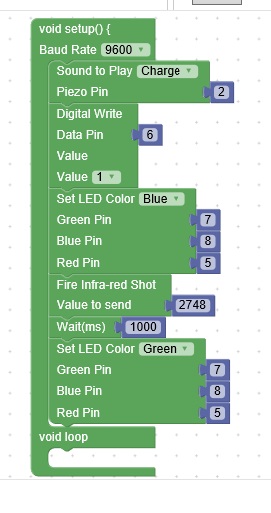 void setup() {
Baud Rate 9600
Sound to Play Charge
Piezo Pin 2
Digital Write
Data Pin 6
Value
Value 1
Set LED Color Blue
Green Pin 7
Blue Pin 8
Red Pin 5
Fire Infra-red Shot
Value to send 2748
Wait(ms) 1000
Set LED Color Green
Green Pin 7
Blue Pin 8
Red Pin 5
void loop